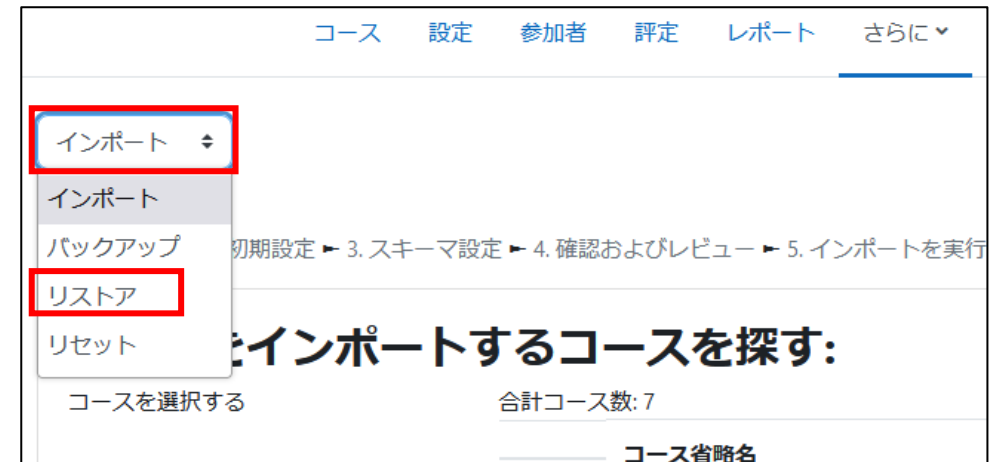 コース 設定 参加者 評定 レポート さらに
インポート
インポート
バックアップ
初期設定 ► 3. スキーマ設定 ► 4. 確認およびレビュー ► 5. インポートを実行
リストア
リセット
をインポートするコースを探す:
コースを選択する 合計コース数: 7
コース省略名